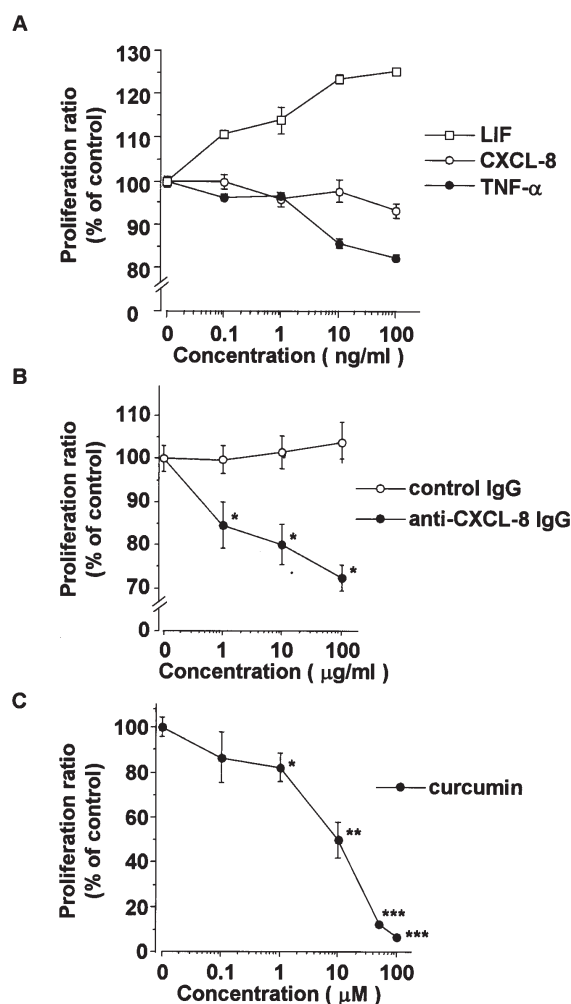 A
Proliferation ratio
(% of control)
130
120
110
100
90
80
0
LIF
CXCL-8
TNF-α
0 0.1 1 10 100
Concentration ( ng/ml )
B
Proliferation ratio
(% of control)
110
100
90
80
70
0
* * *
control IgG
anti-CXCL-8 IgG
0 1 10 100
Concentration ( μg/ml )
C
Proliferation ratio
(% of control)
100
80
60
40
20
0
*
**
***
***
curcumin
0 0.1 1 10 100
Concentration ( μM )